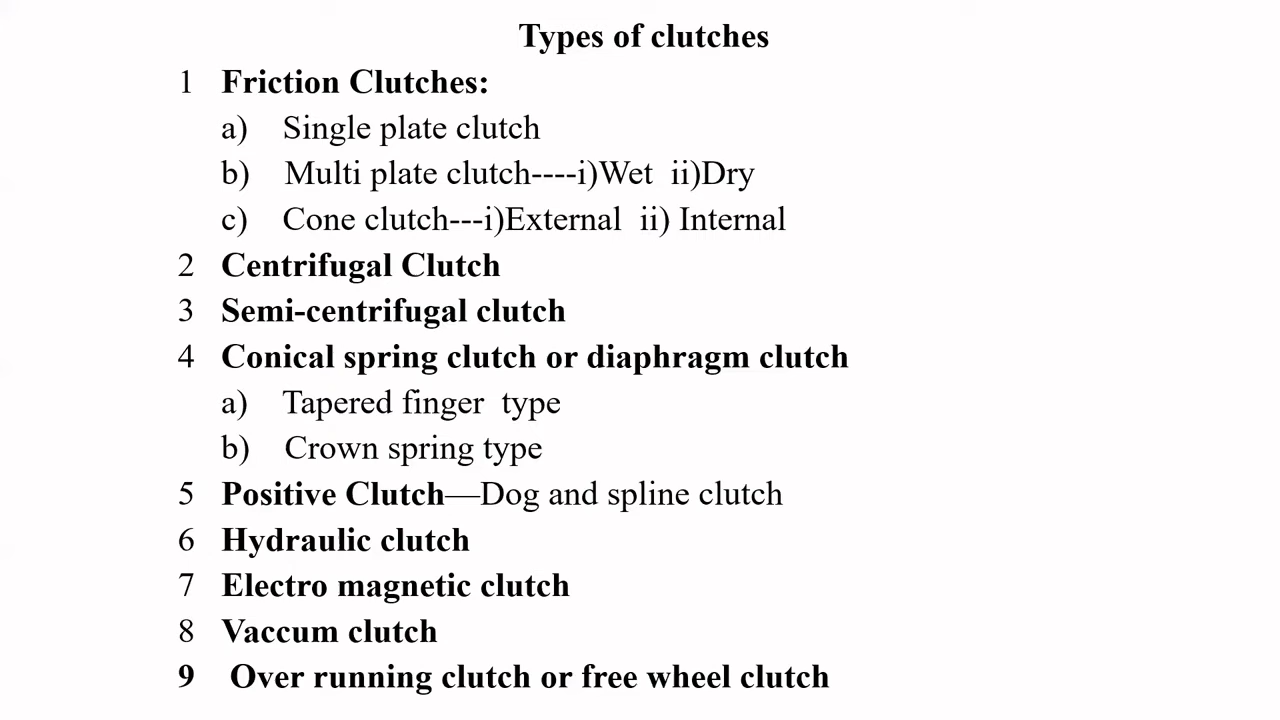 Types of clutches
1 Friction Clutches:
a) Single plate clutch
b) Multi plate clutch----i)Wet ii)Dry
c) Cone clutch---i)External ii) Internal
2 Centrifugal Clutch
3 Semi-centrifugal clutch
4 Conical spring clutch or diaphragm clutch
a) Tapered finger type
b) Crown spring type
5 Positive Clutch—Dog and spline clutch
6 Hydraulic clutch
7 Electro magnetic clutch
8 Vaccum clutch
9 Over running clutch or free wheel clutch